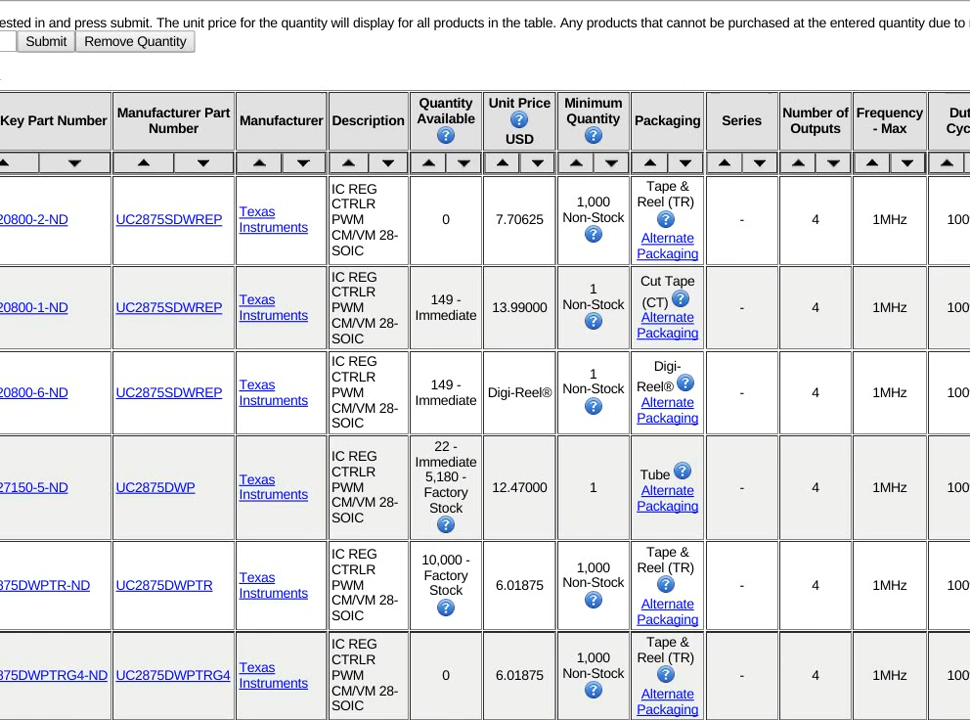 ested in and press submit. The unit price for the quantity will display for all products in the table. Any products that cannot be purchased at the entered quantity due to
Submit Remove Quantity
Key Part Number
Manufacturer Part
Number
Manufacturer
Description
Quantity
Available
?
Unit Price
?
USD
Minimum
Quantity
?
Packaging
Series
Number of
Outputs
Frequency
- Max
Dut
Cyc
20800-2-ND
UC2875SDWREP
Texas
Instruments
IC REG
CTRLR
PWM
CM/VM 28-
SOIC
0
7.70625
1,000
Non-Stock
?
Tape &
Reel (TR)
?
Alternate
Packaging
-
4
1MHz
100
20800-1-ND
UC2875SDWREP
Texas
Instruments
IC REG
CTRLR
PWM
CM/VM 28-
SOIC
149 -
Immediate
13.99000
1
Non-Stock
?
Cut Tape
(CT) ?
Alternate
Packaging
-
4
1MHz
100
20800-6-ND
UC2875SDWREP
Texas
Instruments
IC REG
CTRLR
PWM
CM/VM 28-
SOIC
149 -
Immediate
Digi-Reel®
1
Non-Stock
?
Digi-
Reel® ?
Alternate
Packaging
-
4
1MHz
100
27150-5-ND
UC2875DWP
Texas
Instruments
IC REG
CTRLR
PWM
CM/VM 28-
SOIC
22 -
Immediate
5,180 -
Factory
Stock
?
12.47000
1
Tube ?
Alternate
Packaging
-
4
1MHz
100
875DWPTR-ND
UC2875DWPTR
Texas
Instruments
IC REG
CTRLR
PWM
CM/VM 28-
SOIC
10,000 -
Factory
Stock
?
6.01875
1,000
Non-Stock
?
Tape &
Reel (TR)
?
Alternate
Packaging
-
4
1MHz
100
875DWPTRG4-ND
UC2875DWPTRG4
Texas
Instruments
IC REG
CTRLR
PWM
CM/VM 28-
SOIC
0
6.01875
1,000
Non-Stock
?
Tape &
Reel (TR)
?
Alternate
Packaging
-
4
1MHz
100